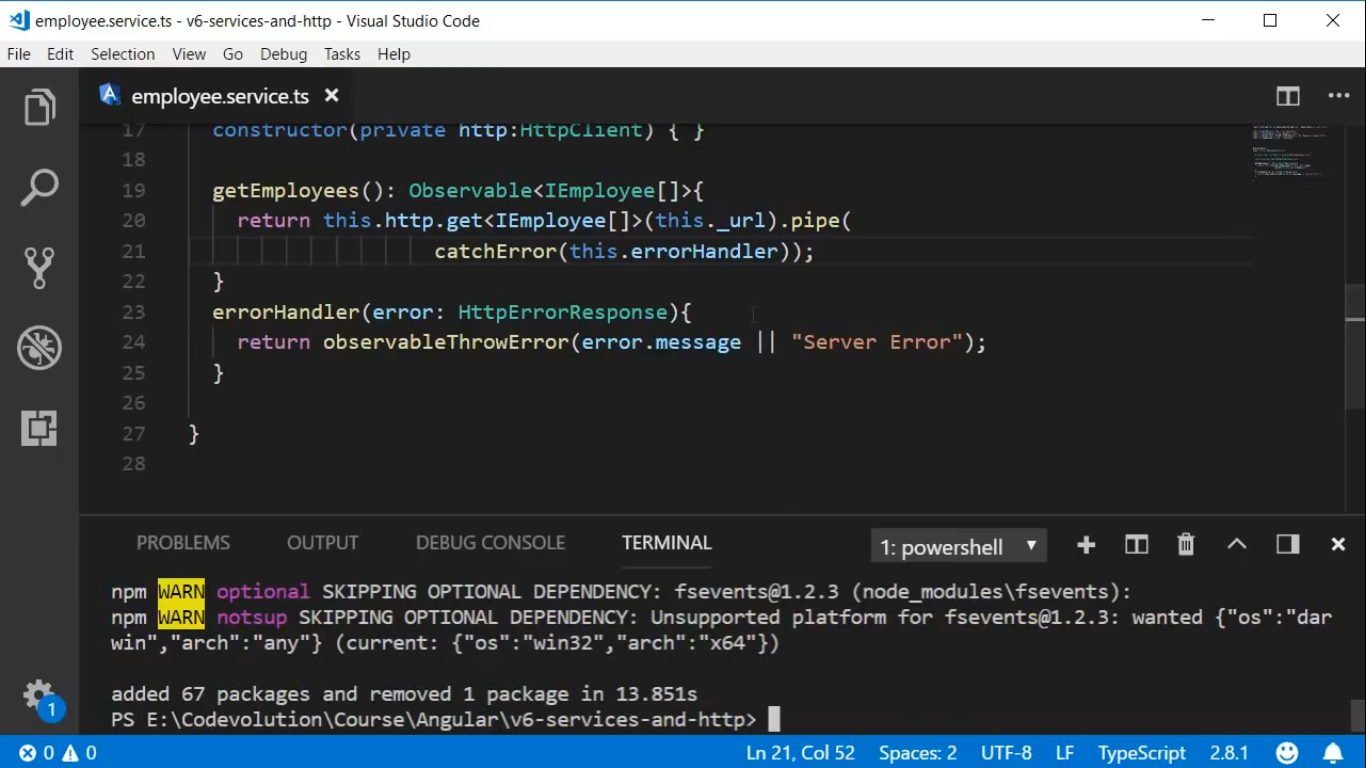 employee.service.ts - v6-services-and-http - Visual Studio Code
File Edit Selection View Go Debug Tasks Help
employee.service.ts
17 constructor(private http:HttpClient) { }
18
19 getEmployees(): Observable<IEmployee[]>{
20 return this.http.get<IEmployee[]>(this._url).pipe(
21 catchError(this.errorHandler));
22 }
23 errorHandler(error: HttpErrorResponse){
24 return observableThrowError(error.message || "Server Error");
25 }
26
27 }
28
PROBLEMS OUTPUT DEBUG CONSOLE TERMINAL 1: powershell
npm WARN optional SKIPPING OPTIONAL DEPENDENCY: fsevents@1.2.3 (node_modules\fsevents):
npm WARN notsup SKIPPING OPTIONAL DEPENDENCY: Unsupported platform for fsevents@1.2.3: wanted {"os":"dar
win","arch":"any"} (current: {"os":"win32","arch":"x64"})
added 67 packages and removed 1 package in 13.851s
PS E:\Codevolution\Course\Angular\v6-services-and-http>
1
0 0 Ln 21, Col 52 Spaces: 2 UTF-8 LF TypeScript 2.8.1